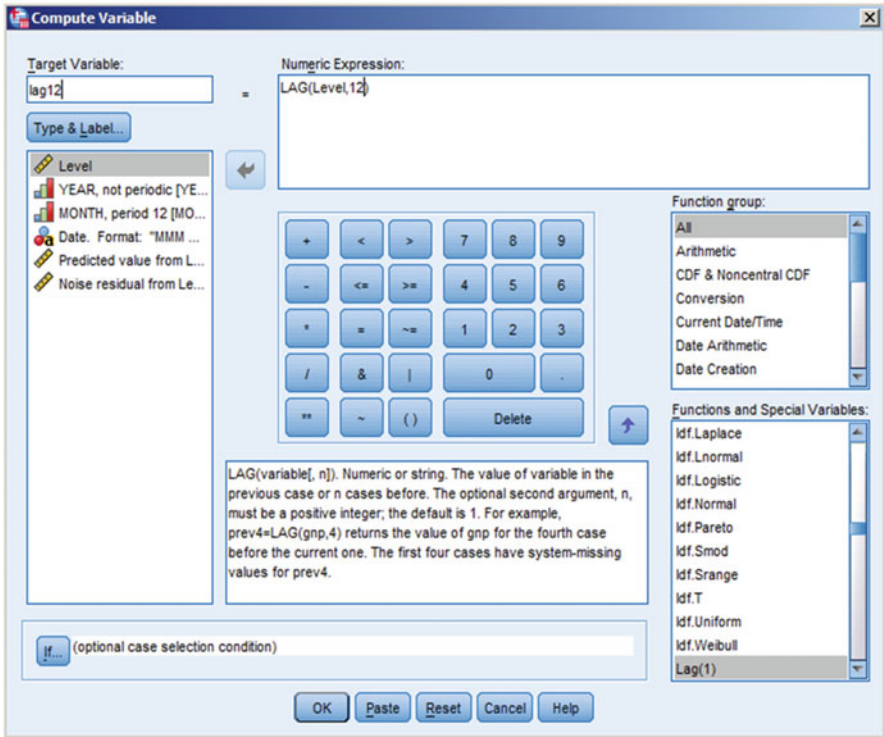 Compute Variable
Target Variable:
lag12
=
Numeric Expression:
LAG(Level,12)
Type & Label...
Level
YEAR, not periodic [YE...
MONTH, period 12 [MO...
Date. Format: "MMM ...
Predicted value from L...
Noise residual from Le...
+ < > 7 8 9
- <= >= 4 5 6
* = ~= 1 2 3
/ & | 0 .
** ~ ( ) Delete
Function group:
All
Arithmetic
CDF & Noncentral CDF
Conversion
Current Date/Time
Date Arithmetic
Date Creation
Functions and Special Variables:
Idf.Laplace
Idf.Lnormal
Idf.Logistic
Idf.Normal
Idf.Pareto
Idf.Smod
Idf.Srange
Idf.T
Idf.Uniform
Idf.Weibull
Lag(1)
LAG(variable[, n]). Numeric or string. The value of variable in the
previous case or n cases before. The optional second argument, n,
must be a positive integer; the default is 1. For example,
prev4=LAG(gnp,4) returns the value of gnp for the fourth case
before the current one. The first four cases have system-missing
values for prev4.
If... (optional case selection condition)
OK Paste Reset Cancel Help